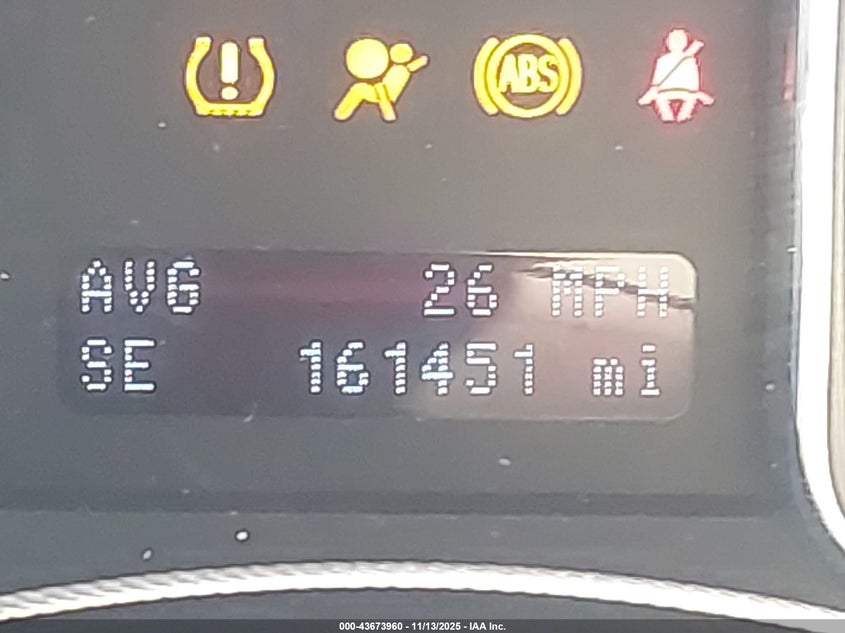 ABS
AVG 26 MPH
SE 161451 mi
000-43673960 - 11/13/2025 - IAA Inc.